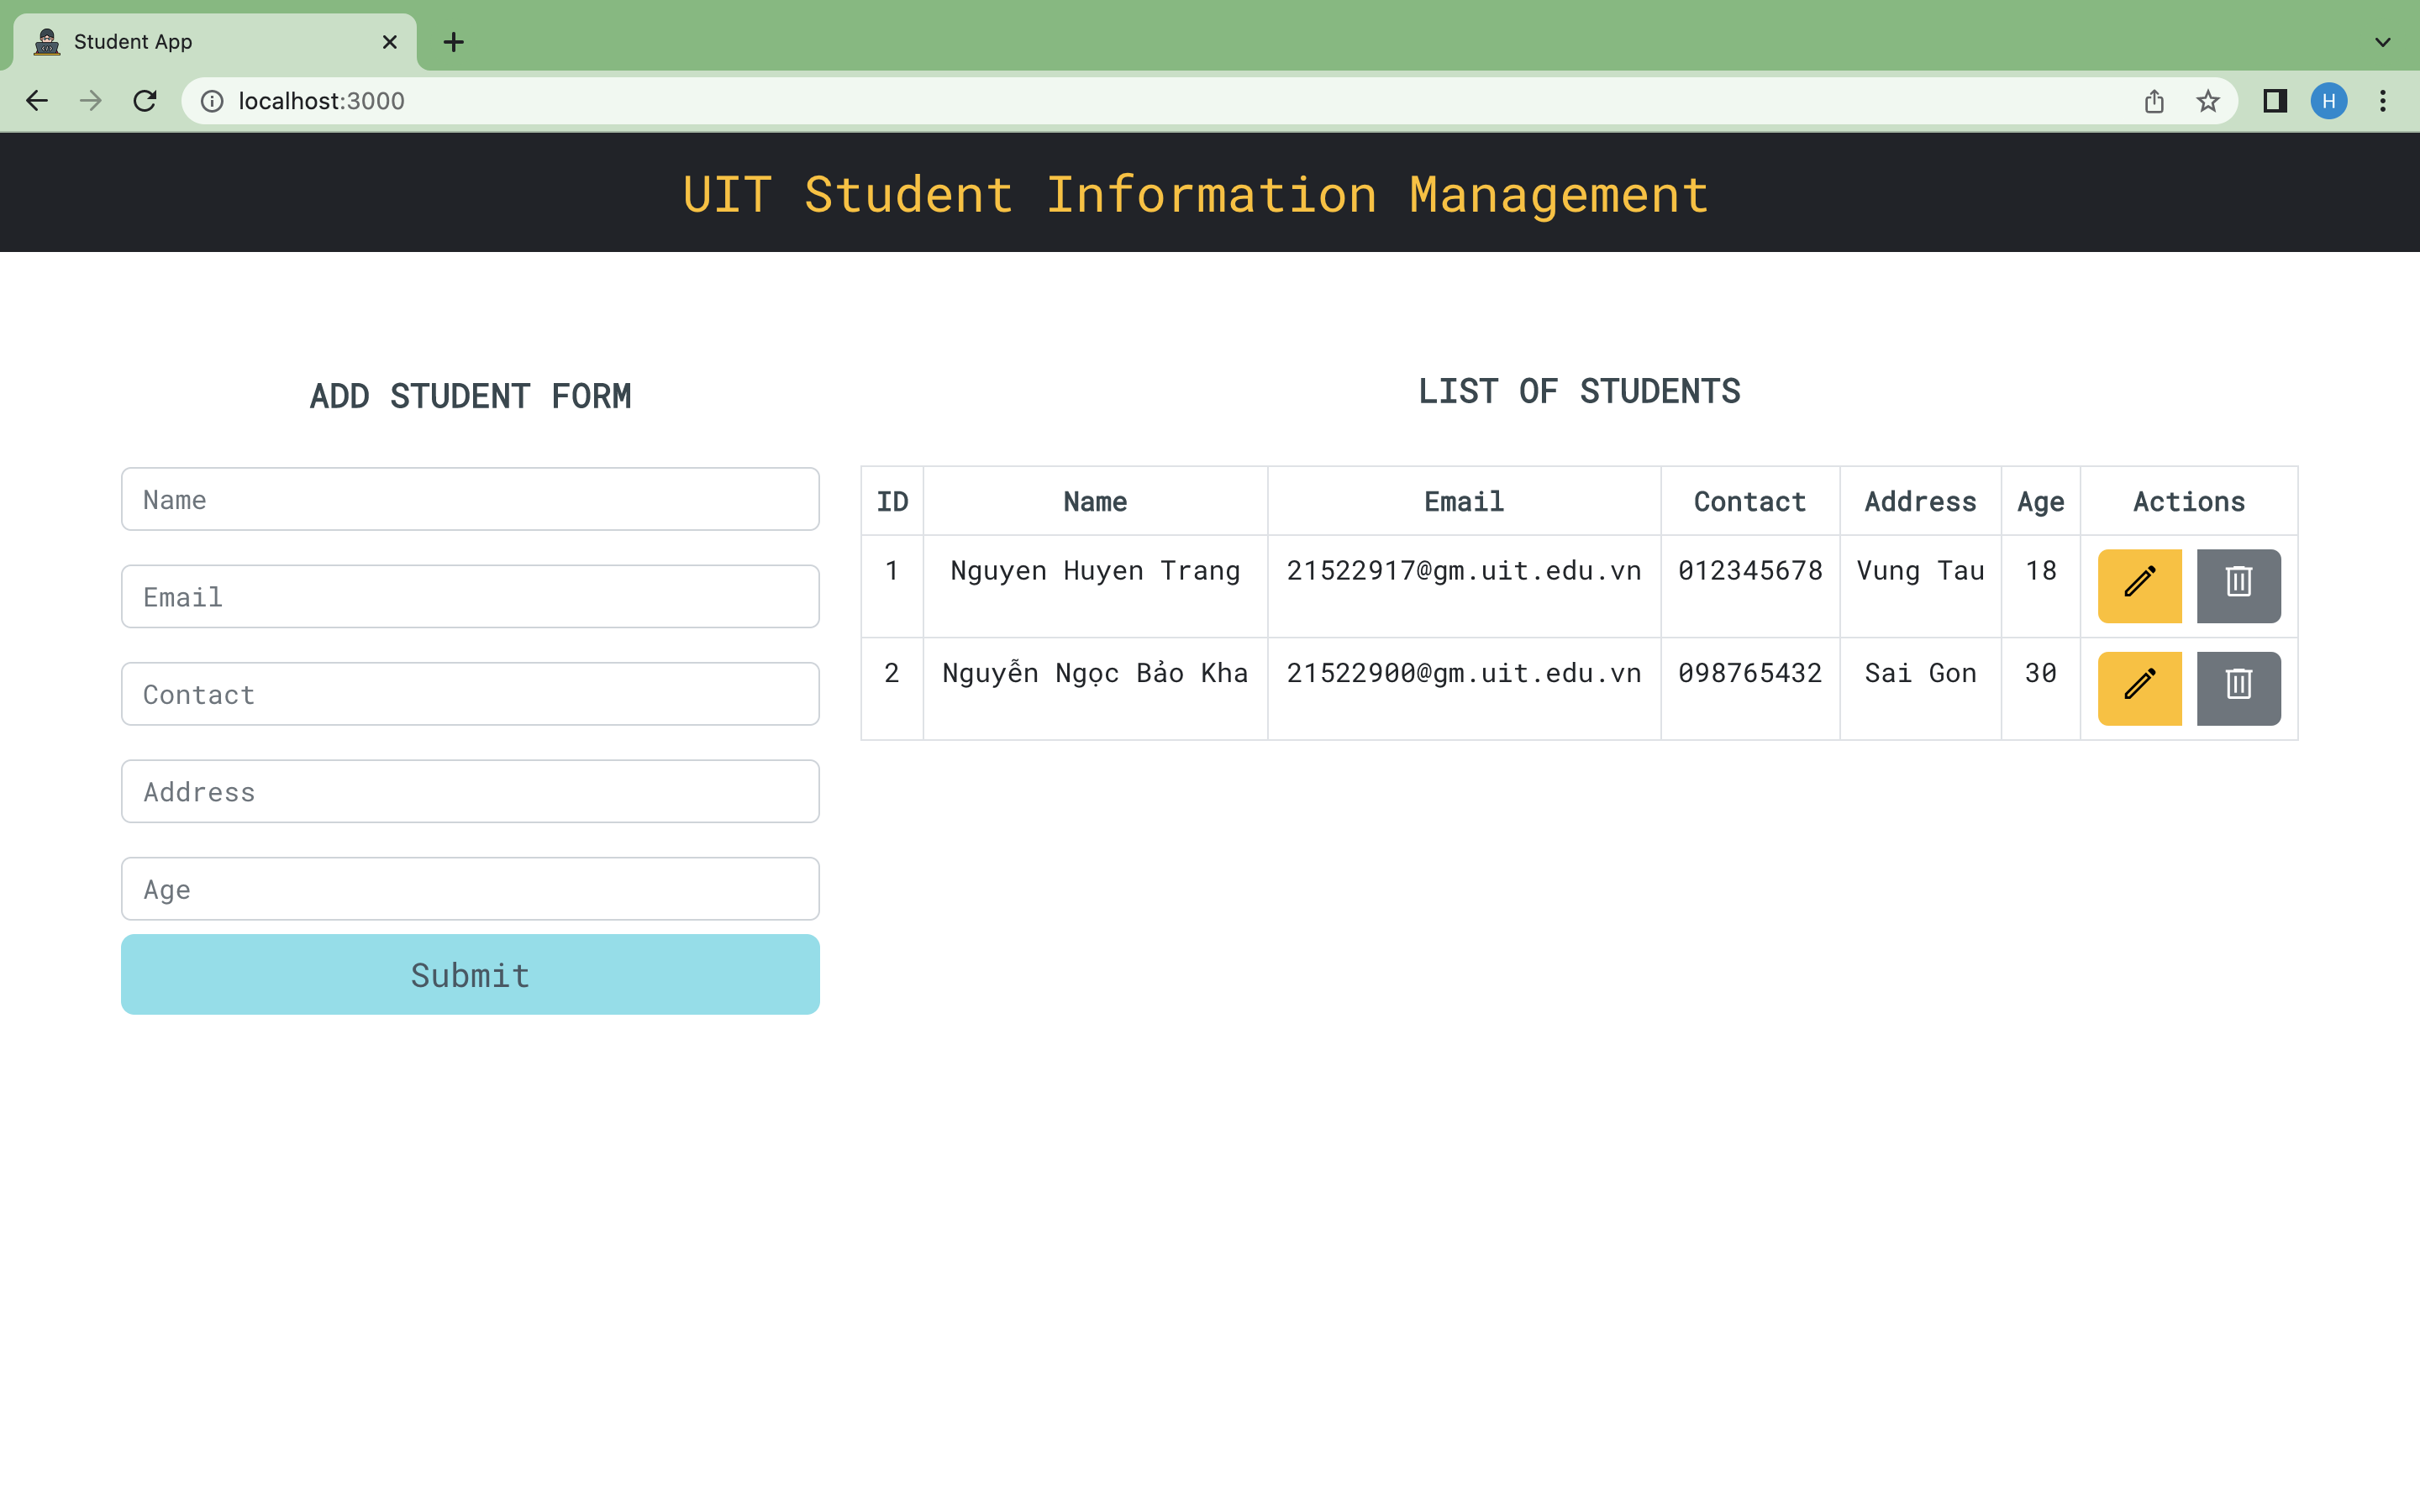 Student App
localhost:3000
H
UIT Student Information Management
ADD STUDENT FORM
Name
Email
Contact
Address
Age
Submit
LIST OF STUDENTS
ID Name Email Contact Address Age Actions
1 Nguyen Huyen Trang 21522917@gm.uit.edu.vn 012345678 Vung Tau 18
2 Nguyễn Ngọc Bảo Kha 21522900@gm.uit.edu.vn 098765432 Sai Gon 30